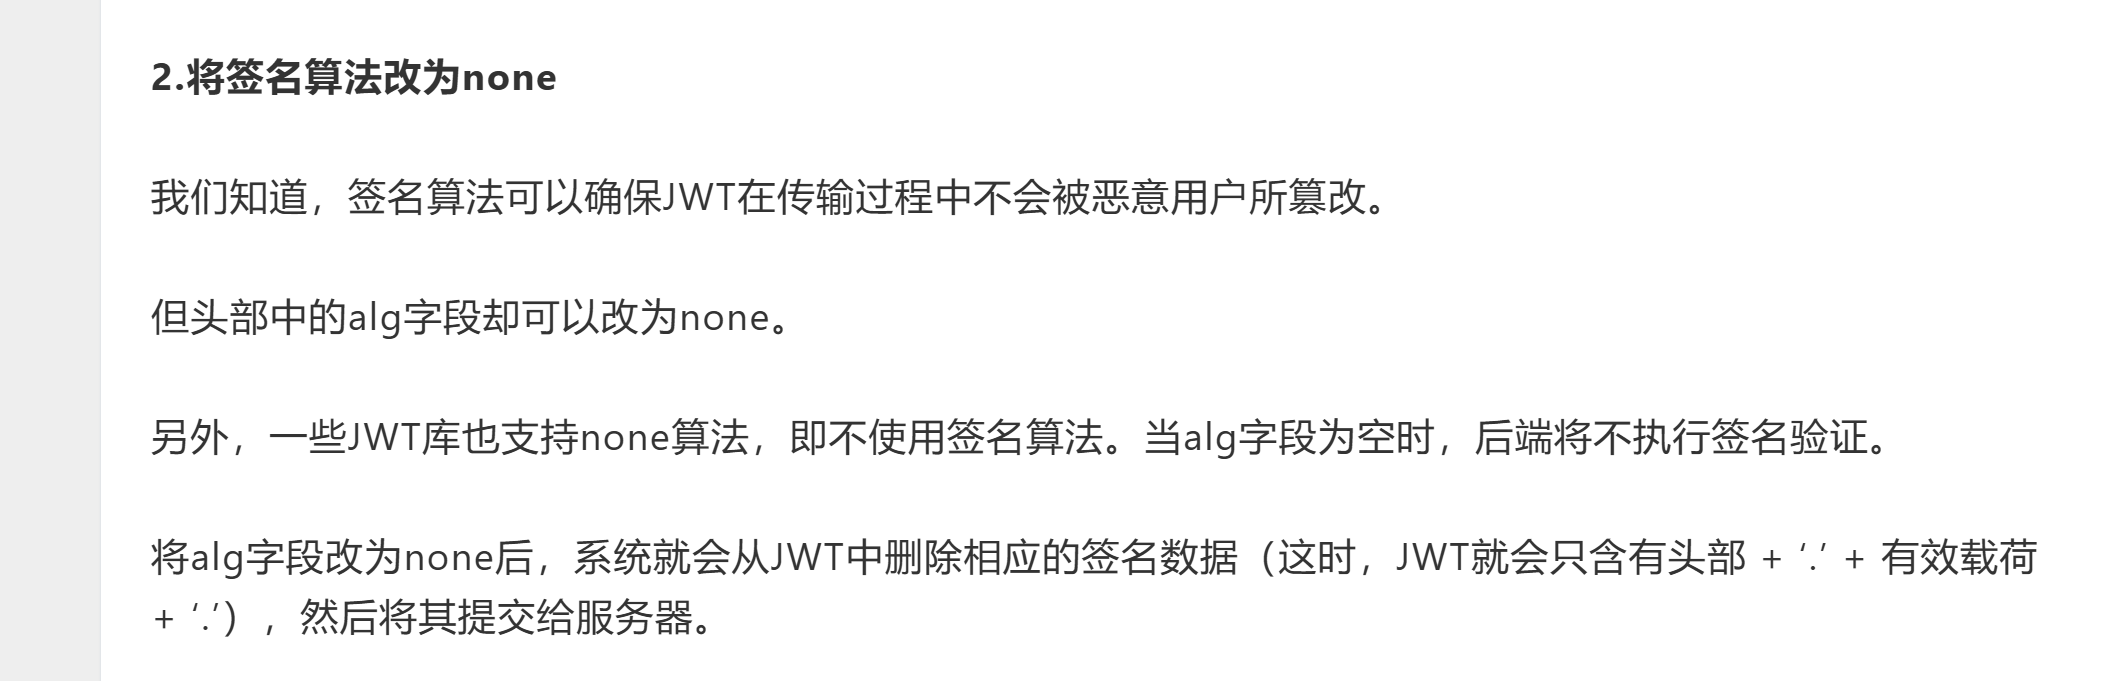 2.将签名算法改为none
我们知道，签名算法可以确保JWT在传输过程中不会被恶意用户所篡改。
但头部中的alg字段却可以改为none。
另外，一些JWT库也支持none算法，即不使用签名算法。当alg字段为空时，后端将不执行签名验证。
将alg字段改为none后，系统就会从JWT中删除相应的签名数据（这时，JWT就会只含有头部 + ‘.’ + 有效载荷
+ ‘.’），然后将其提交给服务器。